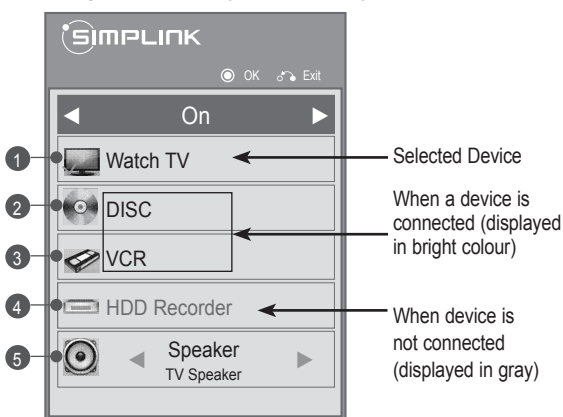 SIMPLINK
OK Exit
On
1 Watch TV
Selected Device
2 DISC
When a device is
connected (displayed
in bright colour)
3 VCR
4 HDD Recorder
When device is
not connected
(displayed in gray)
5 Speaker
TV Speaker